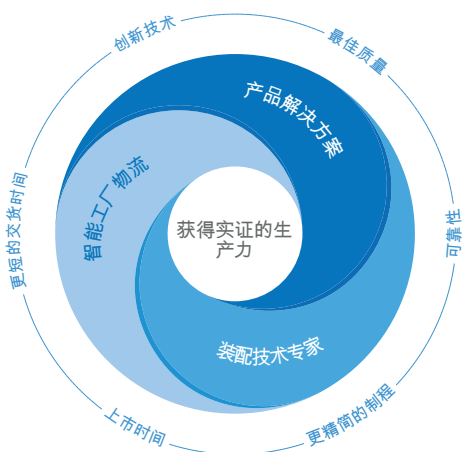 创新技术
最佳质量
产品解决方案
智能工厂物流
更短的交货时间
获得实证的生
产力
可靠性
装配技术专家
上市时间
更精简的制程